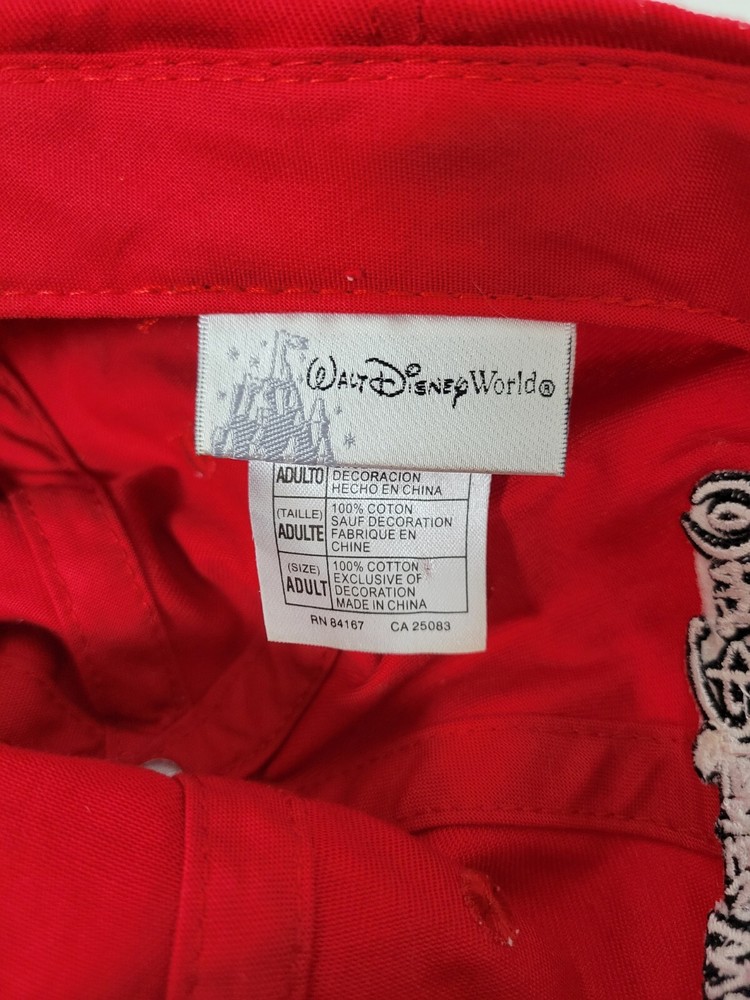 Walt Disney World®
ADULTO
DECORACION
HECHO EN CHINA
(TAILLE)
ADULTE
100% COTON
SAUF DECORATION
FABRIQUE EN
CHINE
(SIZE)
ADULT
100% COTTON
EXCLUSIVE OF
DECORATION
MADE IN CHINA
RN 84167 CA 25083